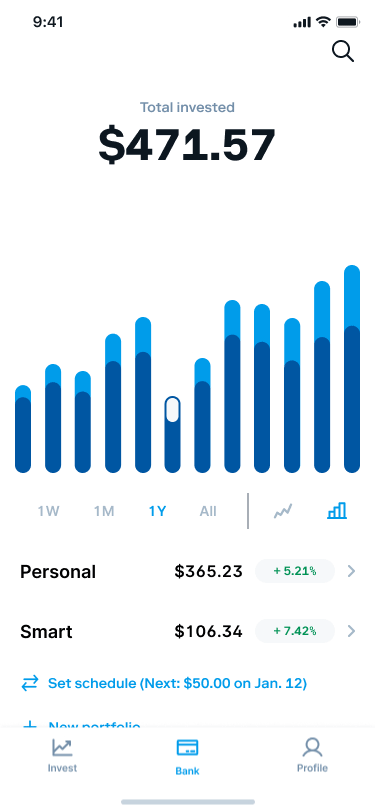 9:41
Total invested
$471.57
1W 1M 1Y All
Personal $365.23 + 5.21%
Smart $106.34 + 7.42%
Set schedule (Next: $50.00 on Jan. 12)
New portfolio
Invest Bank Profile